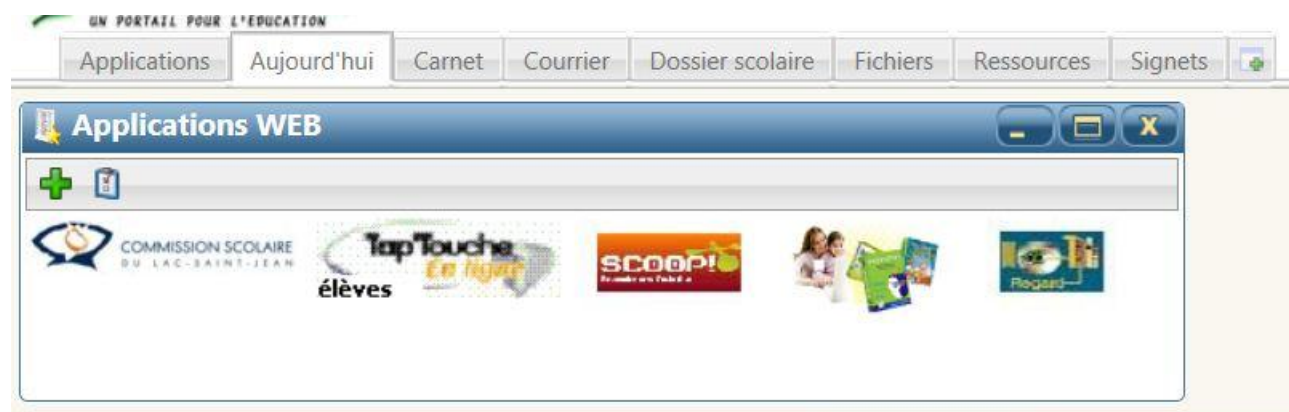 UN PORTAIL POUR L'EDUCATION
Applications Aujourd'hui Carnet Courrier Dossier scolaire Fichiers Ressources Signets
Applications WEB
COMMISSION SCOLAIRE
DU LAC-SAINT-JEAN
Tap'Touche
En ligne
élèves
SCOOP!
Regard